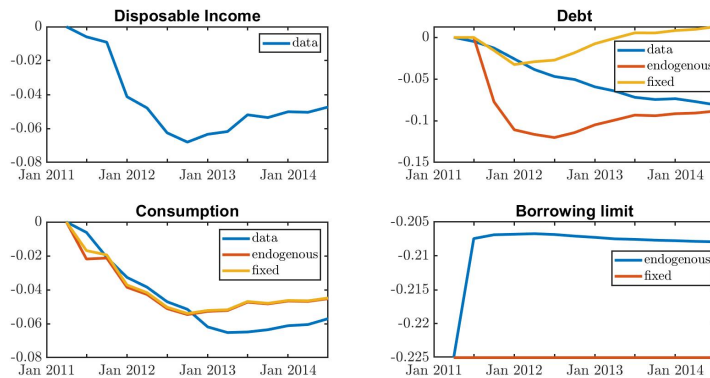 Disposable Income
0
-0.02
-0.04
-0.06
-0.08
Jan 2011 Jan 2012 Jan 2013 Jan 2014
data
Debt
0
-0.05
-0.1
-0.15
Jan 2011 Jan 2012 Jan 2013 Jan 2014
data
endogenous
fixed
Consumption
0
-0.02
-0.04
-0.06
-0.08
Jan 2011 Jan 2012 Jan 2013 Jan 2014
data
endogenous
fixed
Borrowing limit
-0.205
-0.21
-0.215
-0.22
-0.225
Jan 2011 Jan 2012 Jan 2013 Jan 2014
endogenous
fixed